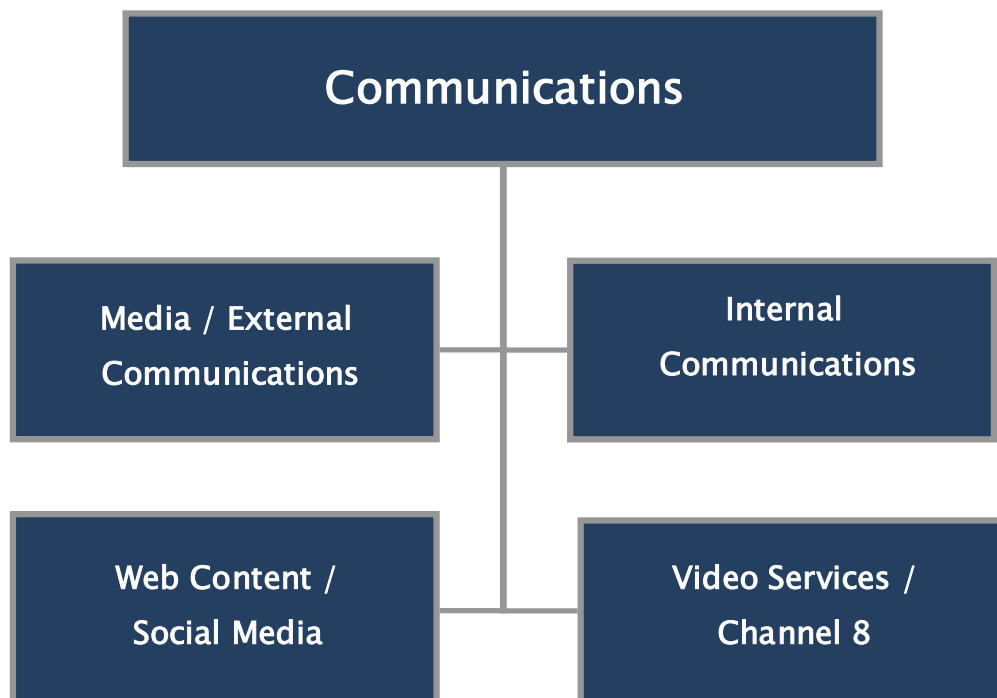 Communications
Media / External
Communications
Internal
Communications
Web Content /
Social Media
Video Services /
Channel 8